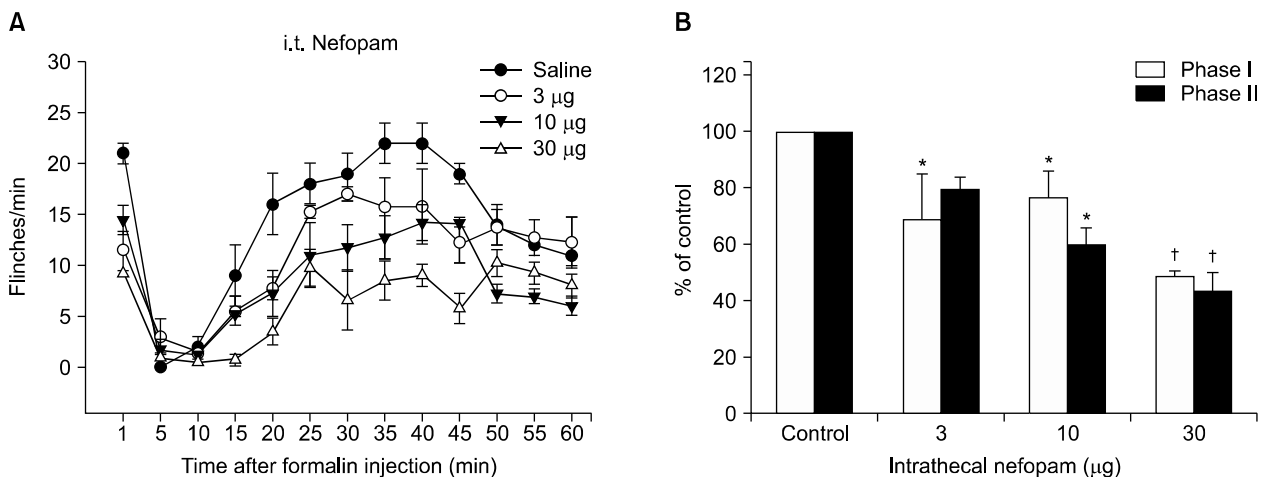 A
i.t. Nefopam
30
25
20
15
10
5
0
Flinches/min
Saline
3 μg
10 μg
30 μg
1 5 10 15 20 25 30 35 40 45 50 55 60
Time after formalin injection (min)
B
120
100
80
60
40
20
0
% of control
Phase I
Phase II
* * * † †
Control 3 10 30
Intrathecal nefopam (μg)